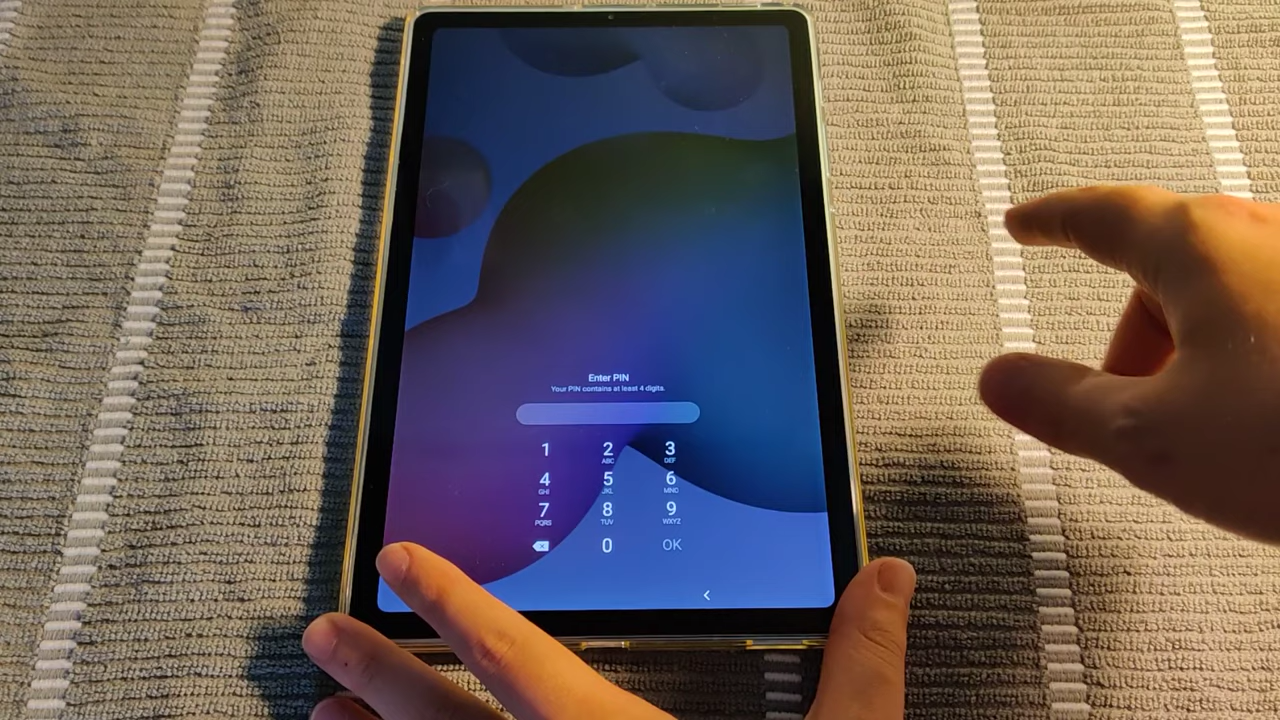 Enter PIN
Your PIN contains at least 4 digits.
1 2 3
ABC DEF
4 5 6
GHI JKL MNO
7 8 9
PQRS TUV WXYZ
0 OK